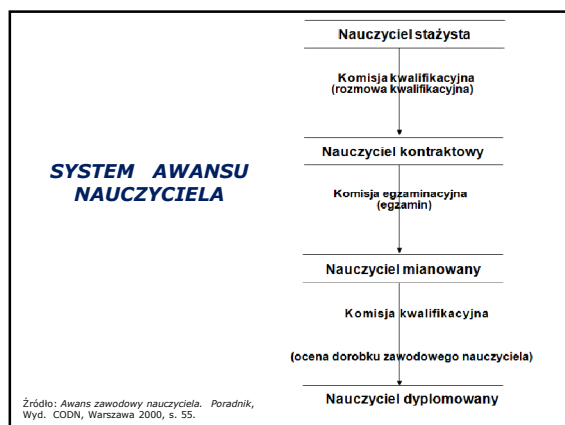 Nauczyciel stażysta
Komisja kwalifikacyjna
(rozmowa kwalifikacyjna)
Nauczyciel kontraktowy
SYSTEM AWANSU
NAUCZYCIELA
Komisja egzaminacyjna
(egzamin)
Nauczyciel mianowany
Komisja kwalifikacyjna
(ocena dorobku zawodowego nauczyciela)
Nauczyciel dyplomowany
Źródło: Awans zawodowy nauczyciela. Poradnik,
Wyd. CODN, Warszawa 2000, s. 55.